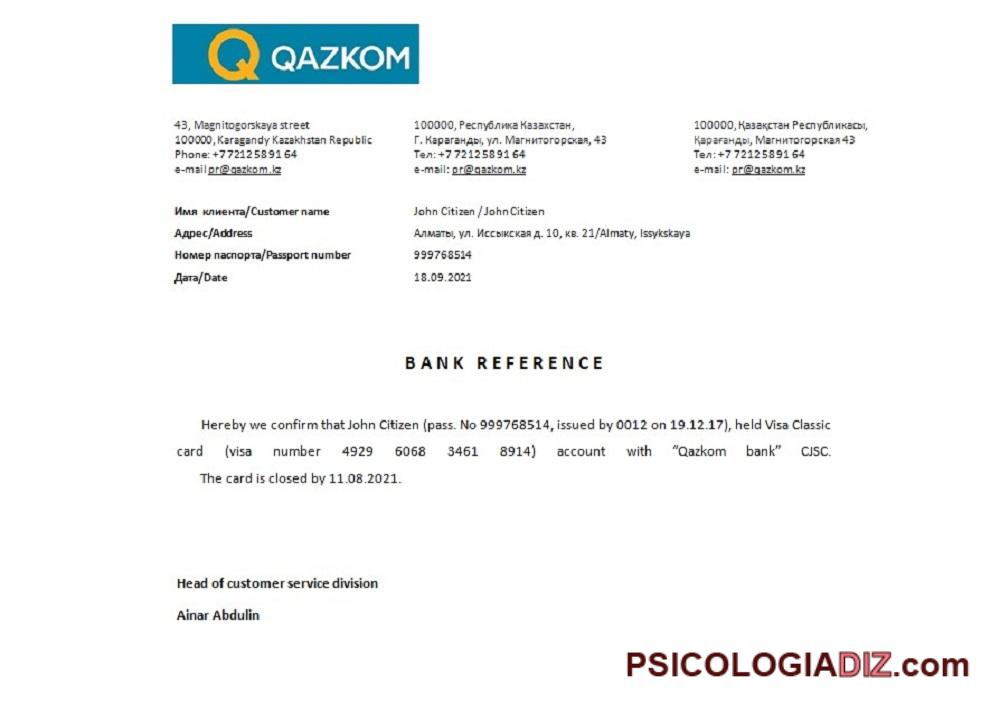 QAZKOM
43, Magnitogorskaya street
100000, Karagandy Kazakhstan Republic
Phone: +7 7212589164
e-mail pr@qazkom.kz
100000, Республика Казахстан,
Г. Караганды, ул. Магнитогорская, 43
Тел: +7 7212589164
e-mail: pr@qazkom.kz
100000, Қазақстан Республикасы,
Қарағанды, Магнитогорская 43
Тел: +7 7212589164
e-mail: pr@qazkom.kz
Имя клиента/Customer name John Citizen / John Citizen
Адрес/Address Алматы, ул. Иссыкская д. 10, кв. 21/Almaty, Issykskaya
Номер паспорта/Passport number 999768514
Дата/Date 18.09.2021
BANK REFERENCE
Hereby we confirm that John Citizen (pass. No 999768514, issued by 0012 on 19.12.17), held Visa Classic
card (visa number 4929 6068 3461 8914) account with “Qazkom bank” CJSC.
The card is closed by 11.08.2021.
Head of customer service division
Ainar Abdulin
PSICOLOGIADIZ.com